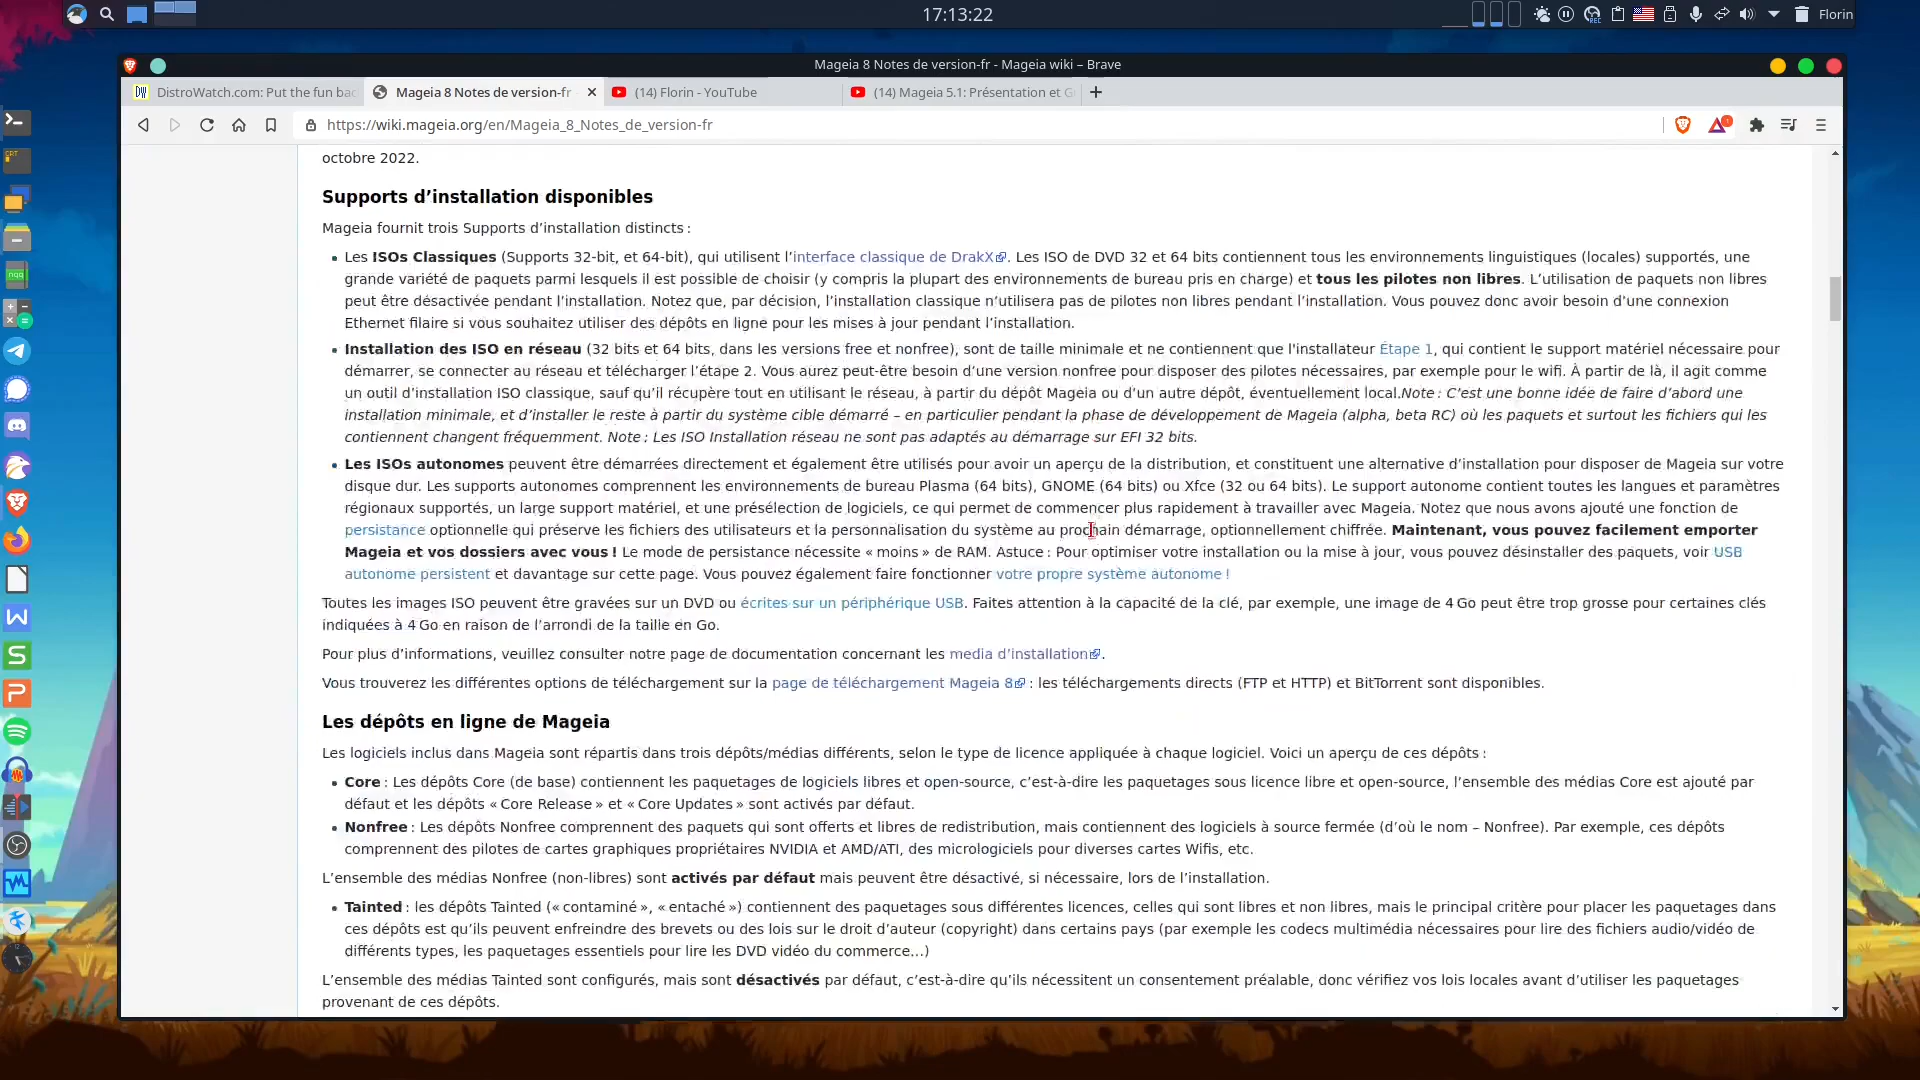 17:13:22
Florin
Mageia 8 Notes de version-fr - Mageia wiki – Brave
DistroWatch.com: Put the fun bac
Mageia 8 Notes de version-fr
(14) Florin - YouTube
(14) Mageia 5.1: Présentation et G
https://wiki.mageia.org/en/Mageia_8_Notes_de_version-fr
octobre 2022.
Supports d’installation disponibles
Mageia fournit trois Supports d’installation distincts :
Les ISOs Classiques (Supports 32-bit, et 64-bit), qui utilisent l’interface classique de DrakX. Les ISO de DVD 32 et 64 bits contiennent tous les environnements linguistiques (locales) supportés, une
grande variété de paquets parmi lesquels il est possible de choisir (y compris la plupart des environnements de bureau pris en charge) et tous les pilotes non libres. L’utilisation de paquets non libres
peut être désactivée pendant l’installation. Notez que, par décision, l’installation classique n’utilisera pas de pilotes non libres pendant l’installation. Vous pouvez donc avoir besoin d’une connexion
Ethernet filaire si vous souhaitez utiliser des dépôts en ligne pour les mises à jour pendant l’installation.
Installation des ISO en réseau (32 bits et 64 bits, dans les versions free et nonfree), sont de taille minimale et ne contiennent que l'installateur Étape 1, qui contient le support matériel nécessaire pour
démarrer, se connecter au réseau et télécharger l’étape 2. Vous aurez peut-être besoin d’une version nonfree pour disposer des pilotes nécessaires, par exemple pour le wifi. À partir de là, il agit comme
un outil d’installation ISO classique, sauf qu’il récupère tout en utilisant le réseau, à partir du dépôt Mageia ou d’un autre dépôt, éventuellement local.Note : C’est une bonne idée de faire d’abord une
installation minimale, et d’installer le reste à partir du système cible démarré – en particulier pendant la phase de développement de Mageia (alpha, beta RC) où les paquets et surtout les fichiers qui les
contiennent changent fréquemment. Note ; Les ISO Installation réseau ne sont pas adaptés au démarrage sur EFI 32 bits.
Les ISOs autonomes peuvent être démarrées directement et également être utilisés pour avoir un aperçu de la distribution, et constituent une alternative d’installation pour disposer de Mageia sur votre
disque dur. Les supports autonomes comprennent les environnements de bureau Plasma (64 bits), GNOME (64 bits) ou Xfce (32 ou 64 bits). Le support autonome contient toutes les langues et paramètres
régionaux supportés, un large support matériel, et une présélection de logiciels, ce qui permet de commencer plus rapidement à travailler avec Mageia. Notez que nous avons ajouté une fonction de
persistance optionnelle qui préserve les fichiers des utilisateurs et la personnalisation du système au prochain démarrage, optionnellement chiffrée. Maintenant, vous pouvez facilement emporter
Mageia et vos dossiers avec vous ! Le mode de persistance nécessite « moins » de RAM. Astuce : Pour optimiser votre installation ou la mise à jour, vous pouvez désinstaller des paquets, voir USB
autonome persistent et davantage sur cette page. Vous pouvez également faire fonctionner votre propre système autonome !
Toutes les images ISO peuvent être gravées sur un DVD ou écrites sur un périphérique USB. Faites attention à la capacité de la clé, par exemple, une image de 4 Go peut être trop grosse pour certaines clés
indiquées à 4 Go en raison de l’arrondi de la taille en Go.
Pour plus d’informations, veuillez consulter notre page de documentation concernant les media d’installation.
Vous trouverez les différentes options de téléchargement sur la page de téléchargement Mageia 8 : les téléchargements directs (FTP et HTTP) et BitTorrent sont disponibles.
Les dépôts en ligne de Mageia
Les logiciels inclus dans Mageia sont répartis dans trois dépôts/médias différents, selon le type de licence appliquée à chaque logiciel. Voici un aperçu de ces dépôts :
Core : Les dépôts Core (de base) contiennent les paquetages de logiciels libres et open-source, c’est-à-dire les paquetages sous licence libre et open-source, l’ensemble des médias Core est ajouté par
défaut et les dépôts « Core Release » et « Core Updates » sont activés par défaut.
Nonfree : Les dépôts Nonfree comprennent des paquets qui sont offerts et libres de redistribution, mais contiennent des logiciels à source fermée (d’où le nom – Nonfree). Par exemple, ces dépôts
comprennent des pilotes de cartes graphiques propriétaires NVIDIA et AMD/ATI, des micrologiciels pour diverses cartes Wifis, etc.
L’ensemble des médias Nonfree (non-libres) sont activés par défaut mais peuvent être désactivé, si nécessaire, lors de l’installation.
Tainted : les dépôts Tainted (« contaminé », « entaché ») contiennent des paquetages sous différentes licences, celles qui sont libres et non libres, mais le principal critère pour placer les paquetages dans
ces dépôts est qu’ils peuvent enfreindre des brevets ou des lois sur le droit d’auteur (copyright) dans certains pays (par exemple les codecs multimédia nécessaires pour lire des fichiers audio/vidéo de
différents types, les paquetages essentiels pour lire les DVD vidéo du commerce…)
L’ensemble des médias Tainted sont configurés, mais sont désactivés par défaut, c’est-à-dire qu’ils nécessitent un consentement préalable, donc vérifiez vos lois locales avant d’utiliser les paquetages
provenant de ces dépôts.